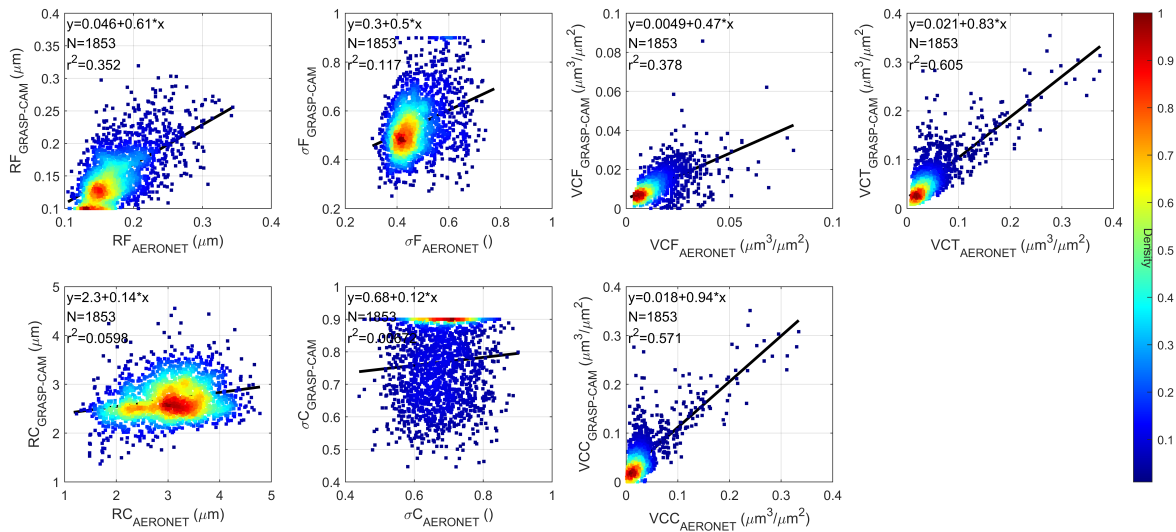 y=0.046+0.61*x
N=1853
r²=0.352
0.4
0.35
0.3
0.25
0.2
0.15
0.1
0.1
0.2
0.3
0.4
RF_GRASP-CAM (μm)
RF_AERONET (μm)
y=0.3+0.5*x
N=1853
r²=0.117
1
0.8
0.6
0.4
0.2
0.2
0.4
0.6
0.8
1
σF_GRASP-CAM
σF_AERONET ()
y=0.0049+0.47*x
N=1853
r²=0.378
0.1
0.08
0.06
0.04
0.02
0
0
0.05
0.1
VCF_GRASP-CAM (μm³/μm²)
VCF_AERONET (μm³/μm²)
y=0.021+0.83*x
N=1853
r²=0.605
0.4
0.3
0.2
0.1
0
0
0.1
0.2
0.3
0.4
VCT_GRASP-CAM (μm³/μm²)
VCT_AERONET (μm³/μm²)
y=2.3+0.14*x
N=1853
r²=0.0598
5
4
3
2
1
1
2
3
4
5
RC_GRASP-CAM (μm)
RC_AERONET (μm)
y=0.68+0.12*x
N=1853
1
0.9
0.8
0.7
0.6
0.5
0.4
0.4
0.6
0.8
1
σC_GRASP-CAM
σC_AERONET ()
y=0.018+0.94*x
N=1853
r²=0.571
0.4
0.3
0.2
0.1
0
0
0.1
0.2
0.3
0.4
VCC_GRASP-CAM (μm³/μm²)
VCC_AERONET (μm³/μm²)
1
0.9
0.8
0.7
0.6
0.5
0.4
0.3
0.2
0.1
Density